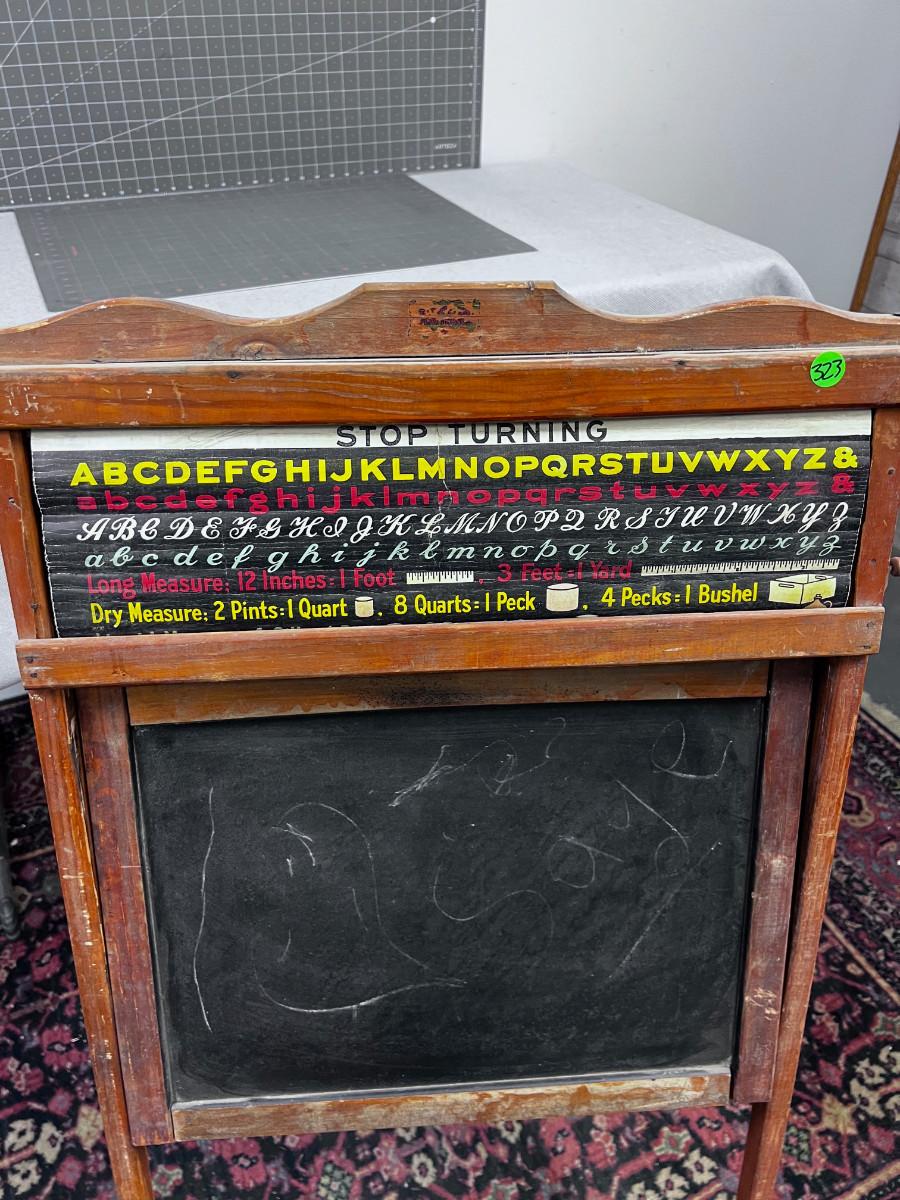 323
STOP TURNING
ABCDEFGHIJKLMNOPQRSTUVWXYZ&
abcdefghijklmnopqrstuvwxyz &
ABCDEFGHIJKLMNOPQRSTUVWXYZ
abcdefghijklmnopqrstuvwxyz
Long Measure; 12 Inches = 1 Foot , 3 Feet = 1 Yard
Dry Measure; 2 Pints = 1 Quart , 8 Quarts = 1 Peck , 4 Pecks = 1 Bushel